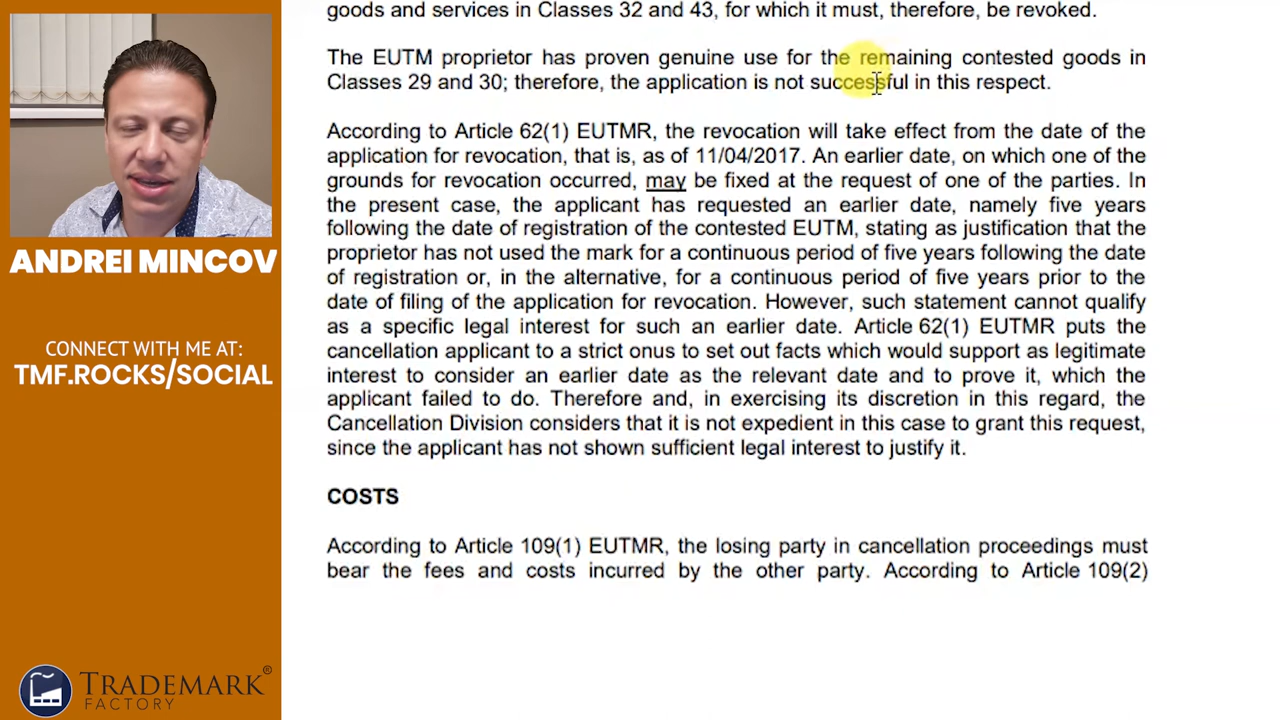 goods and services in Classes 32 and 43, for which it must, therefore, be revoked.
The EUTM proprietor has proven genuine use for the remaining contested goods in
Classes 29 and 30; therefore, the application is not successful in this respect.
According to Article 62(1) EUTMR, the revocation will take effect from the date of the
application for revocation, that is, as of 11/04/2017. An earlier date, on which one of the
grounds for revocation occurred, may be fixed at the request of one of the parties. In
the present case, the applicant has requested an earlier date, namely five years
following the date of registration of the contested EUTM, stating as justification that the
proprietor has not used the mark for a continuous period of five years following the date
of registration or, in the alternative, for a continuous period of five years prior to the
date of filing of the application for revocation. However, such statement cannot qualify
as a specific legal interest for such an earlier date. Article 62(1) EUTMR puts the
cancellation applicant to a strict onus to set out facts which would support as legitimate
interest to consider an earlier date as the relevant date and to prove it, which the
applicant failed to do. Therefore and, in exercising its discretion in this regard, the
Cancellation Division considers that it is not expedient in this case to grant this request,
since the applicant has not shown sufficient legal interest to justify it.
COSTS
According to Article 109(1) EUTMR, the losing party in cancellation proceedings must
bear the fees and costs incurred by the other party. According to Article 109(2)
ANDREI MINCOV
CONNECT WITH ME AT:
TMF.ROCKS/SOCIAL
TRADEMARK®
FACTORY